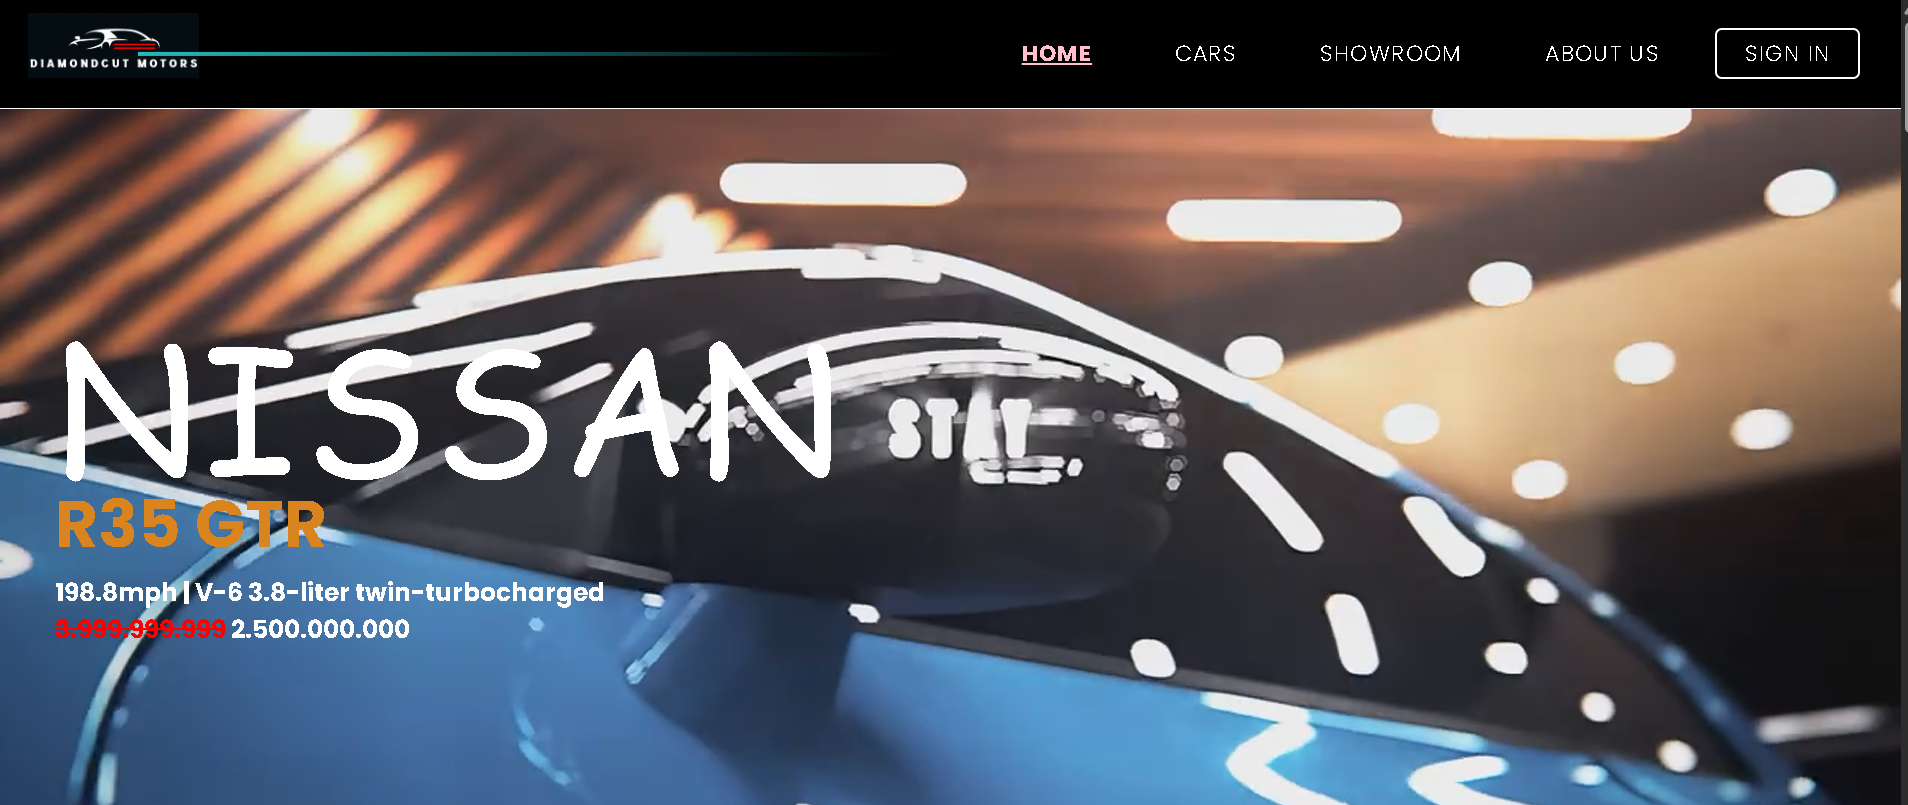 DIAMONDCUT MOTORS
HOME
CARS
SHOWROOM
ABOUT US
SIGN IN
NISSAN
STAY
R35 GTR
198.8mph | V-6 3.8-liter twin-turbocharged
3.999.999.999 2.500.000.000